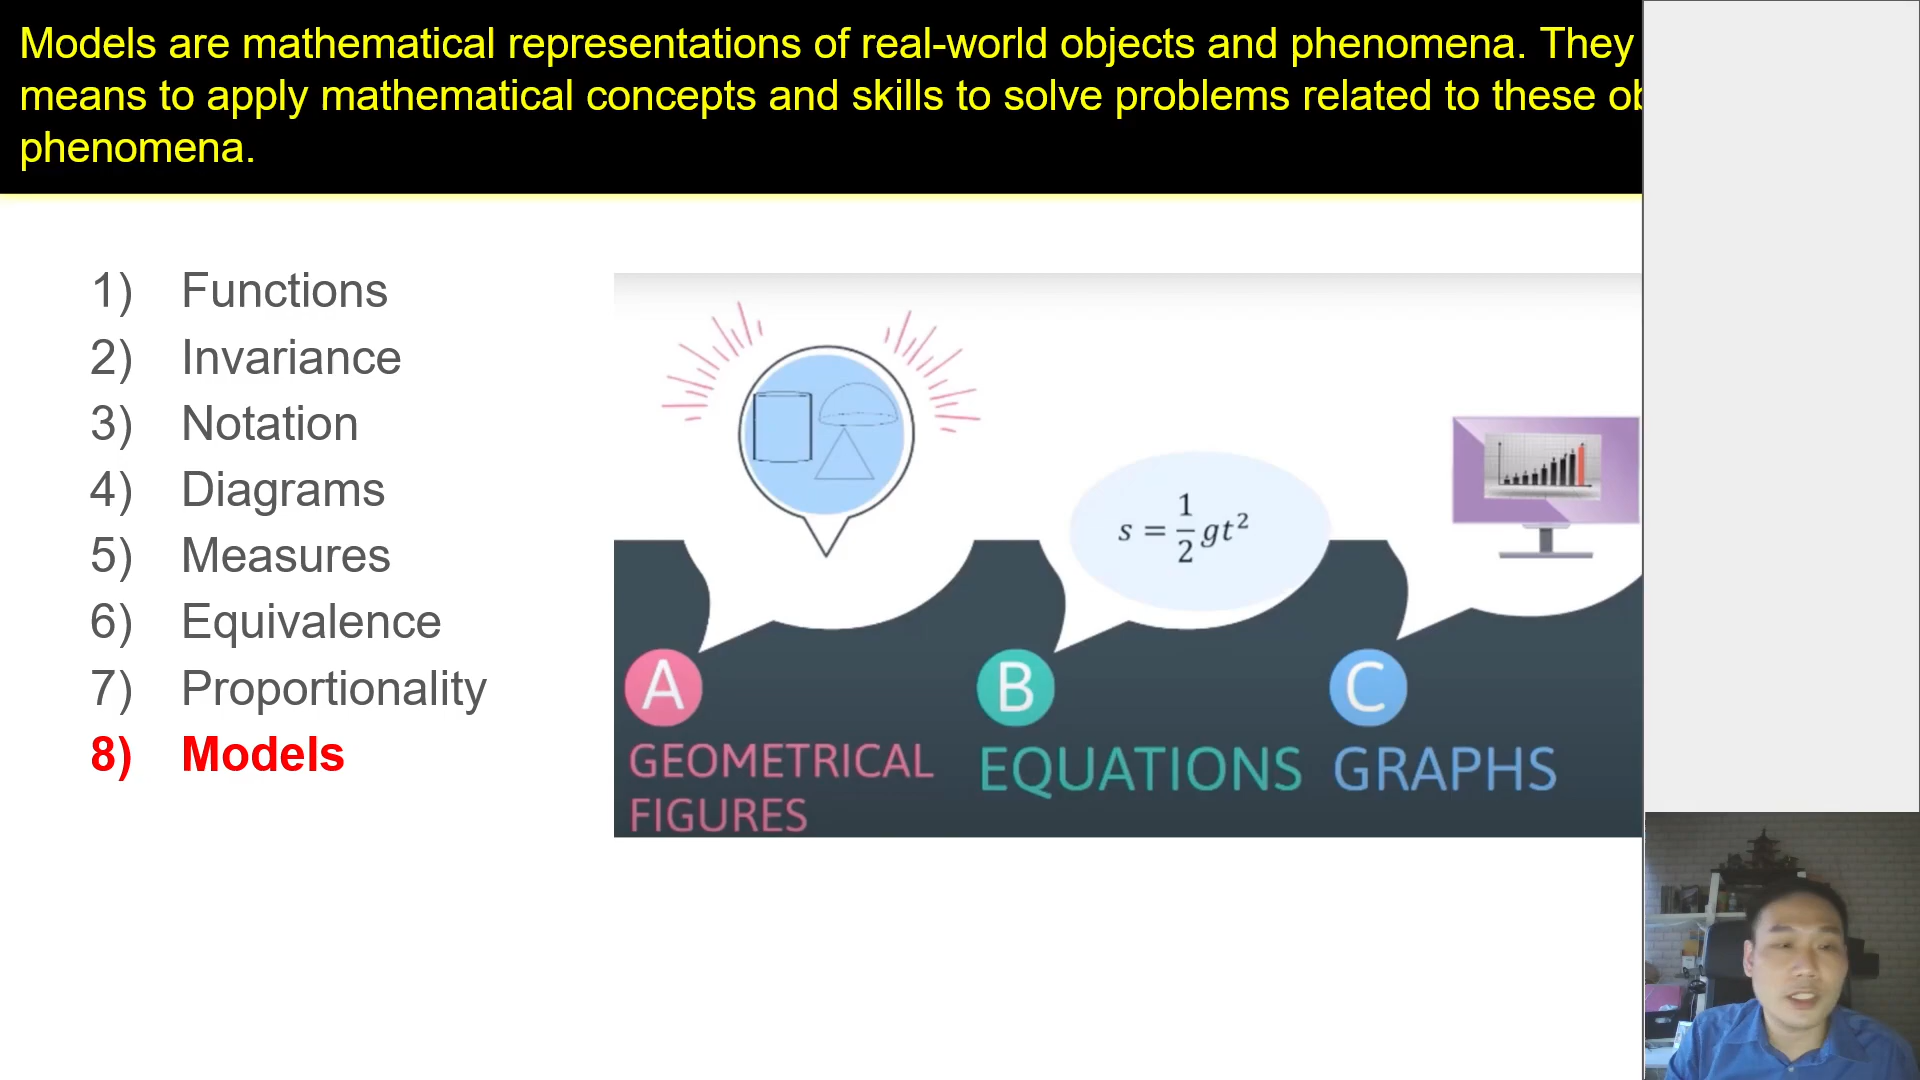 Models are mathematical representations of real-world objects and phenomena. They
means to apply mathematical concepts and skills to solve problems related to these
phenomena.
1) Functions
2) Invariance
3) Notation
4) Diagrams
5) Measures
6) Equivalence
7) Proportionality
8) Models
s = 1/2 gt²
A
GEOMETRICAL
FIGURES
B
EQUATIONS
C
GRAPHS